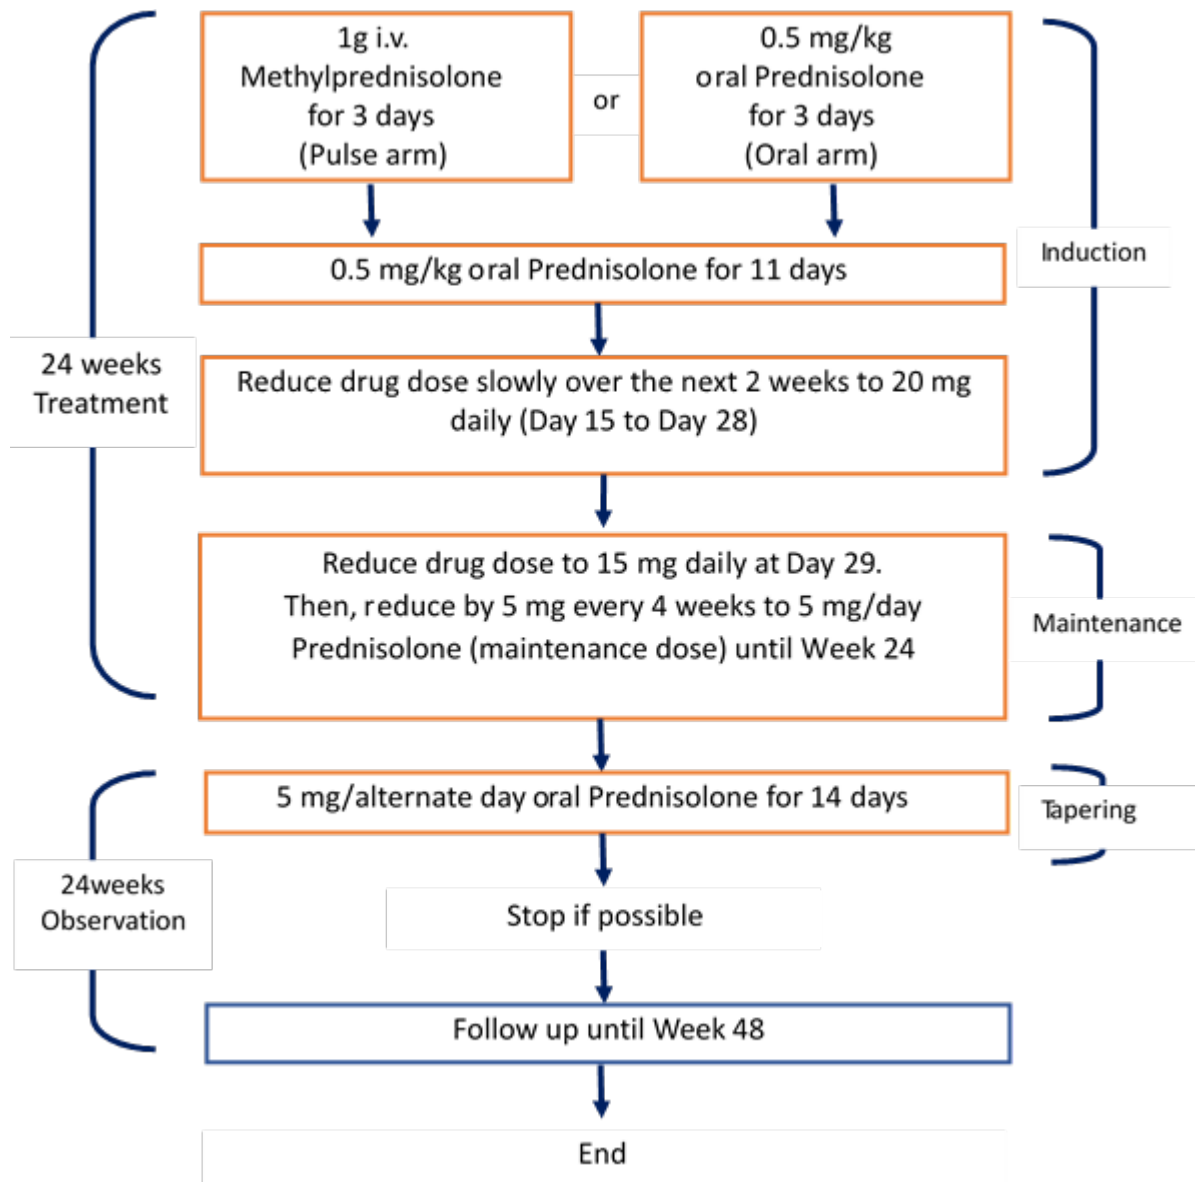 1g i.v.
Methylprednisolone
for 3 days
(Pulse arm)
or
0.5 mg/kg
oral Prednisolone
for 3 days
(Oral arm)
0.5 mg/kg oral Prednisolone for 11 days
Induction
24 weeks
Treatment
Reduce drug dose slowly over the next 2 weeks to 20 mg
daily (Day 15 to Day 28)
Reduce drug dose to 15 mg daily at Day 29.
Then, reduce by 5 mg every 4 weeks to 5 mg/day
Prednisolone (maintenance dose) until Week 24
Maintenance
5 mg/alternate day oral Prednisolone for 14 days
Tapering
24weeks
Observation
Stop if possible
Follow up until Week 48
End